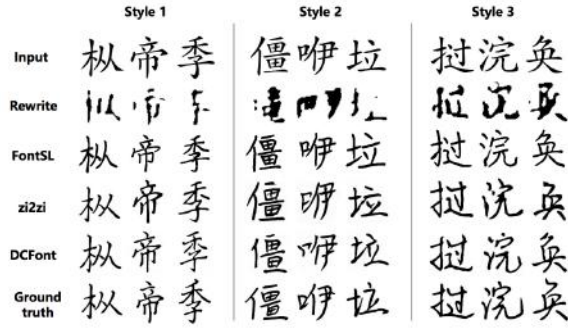 Style 1 Style 2 Style 3
Input 枞帝季 僵咿垃 挝浣奂
Rewrite
FontSL 枞帝季 僵咿垃 挝浣奂
zi2zi 枞帝季 僵咿垃 挝浣奂
DCFont 枞帝季 僵咿垃 挝浣奂
Ground truth 枞帝季 僵咿垃 挝浣奂